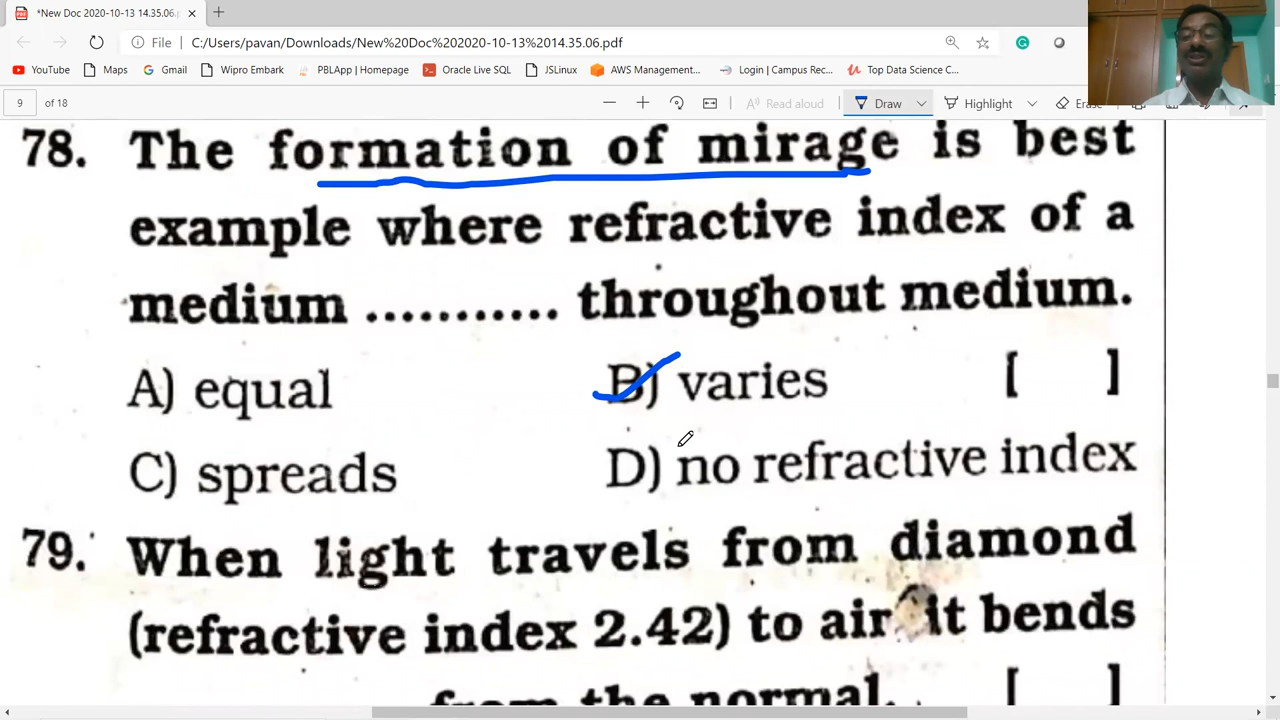 *New Doc 2020-10-13 14.35.06.p
File C:/Users/pavan/Downloads/New%20Doc%202020-10-13%2014.35.06.pdf
YouTube Maps Gmail Wipro Embark PBLApp | Homepage Oracle Live SQL JSLinux AWS Management... Login | Campus Rec... Top Data Science C...
9 of 18 Read aloud Draw Highlight Erase
78. The formation of mirage is best
example where refractive index of a
medium ........... throughout medium.
A) equal B) varies [ ]
C) spreads D) no refractive index
79. When light travels from diamond
(refractive index 2.42) to air it bends
from the normal. [ ]